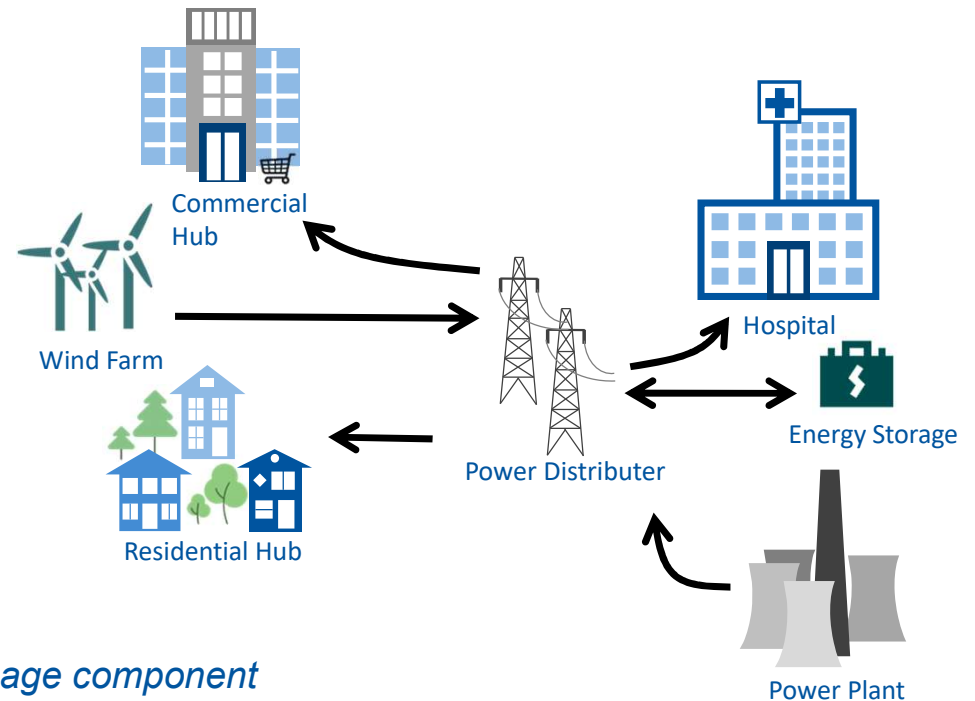 Commercial
Hub
Hospital
Wind Farm
Energy Storage
Power Distributer
Residential Hub
age component
Power Plant